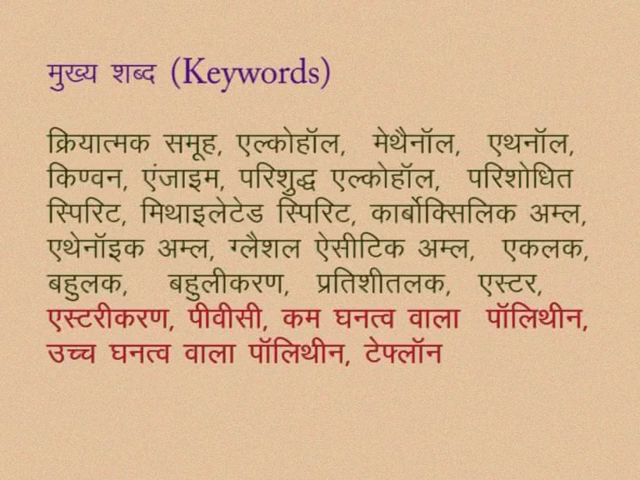 मुख्य शब्द (Keywords)
क्रियात्मक समूह, एल्कोहॉल, मेथैनॉल, एथनॉल,
किण्वन, एंजाइम, परिशुद्ध एल्कोहॉल, परिशोधित
स्पिरिट, मिथाइलेटेड स्पिरिट, कार्बोक्सिलिक अम्ल,
एथेनॉइक अम्ल, ग्लैशल ऐसीटिक अम्ल, एकलक,
बहुलक, बहुलीकरण, प्रतिशीतलक, एस्टर,
एस्टरीकरण, पीवीसी, कम घनत्व वाला पॉलिथीन,
उच्च घनत्व वाला पॉलिथीन, टेफ्लॉन